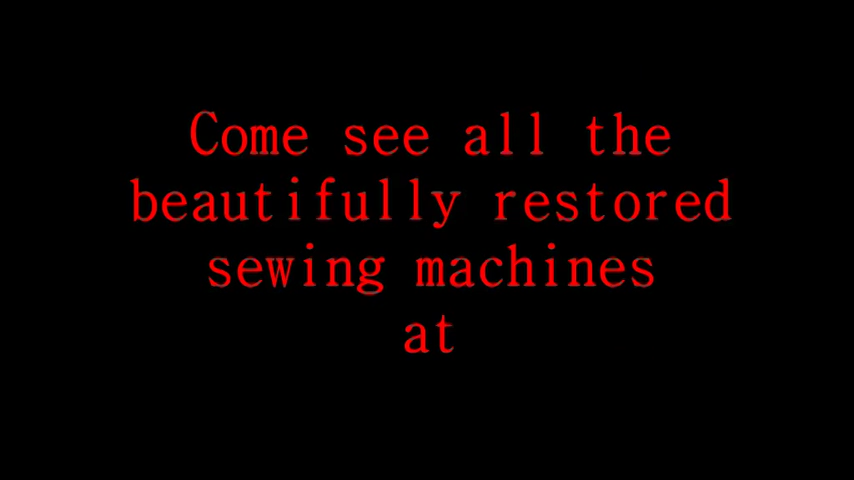 Come see all the
beautifully restored
sewing machines
at